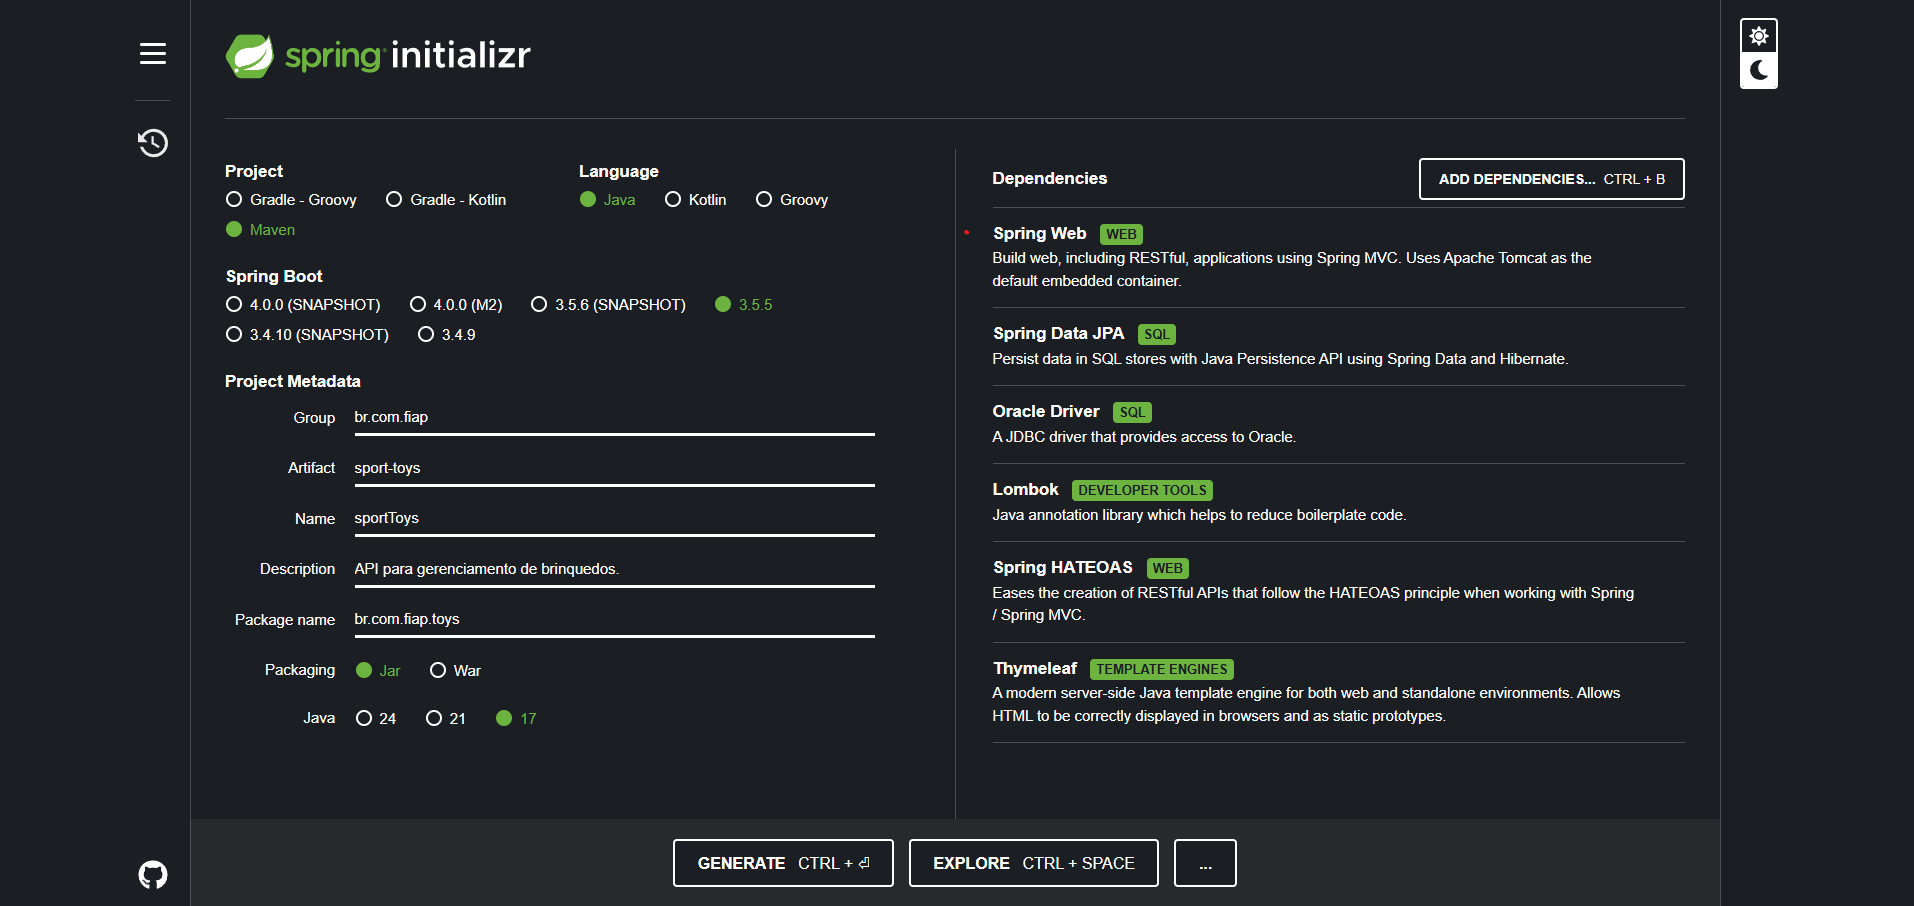 spring initializr
Project
Gradle - Groovy Gradle - Kotlin
Maven
Language
Java Kotlin Groovy
Spring Boot
4.0.0 (SNAPSHOT) 4.0.0 (M2) 3.5.6 (SNAPSHOT) 3.5.5
3.4.10 (SNAPSHOT) 3.4.9
Project Metadata
Group br.com.fiap
Artifact sport-toys
Name sportToys
Description API para gerenciamento de brinquedos.
Package name br.com.fiap.toys
Packaging Jar War
Java 24 21 17
Dependencies ADD DEPENDENCIES... CTRL + B
Spring Web WEB
Build web, including RESTful, applications using Spring MVC. Uses Apache Tomcat as the
default embedded container.
Spring Data JPA SQL
Persist data in SQL stores with Java Persistence API using Spring Data and Hibernate.
Oracle Driver SQL
A JDBC driver that provides access to Oracle.
Lombok DEVELOPER TOOLS
Java annotation library which helps to reduce boilerplate code.
Spring HATEOAS WEB
Eases the creation of RESTful APIs that follow the HATEOAS principle when working with Spring
/ Spring MVC.
Thymeleaf TEMPLATE ENGINES
A modern server-side Java template engine for both web and standalone environments. Allows
HTML to be correctly displayed in browsers and as static prototypes.
GENERATE CTRL + ⏎ EXPLORE CTRL + SPACE ...